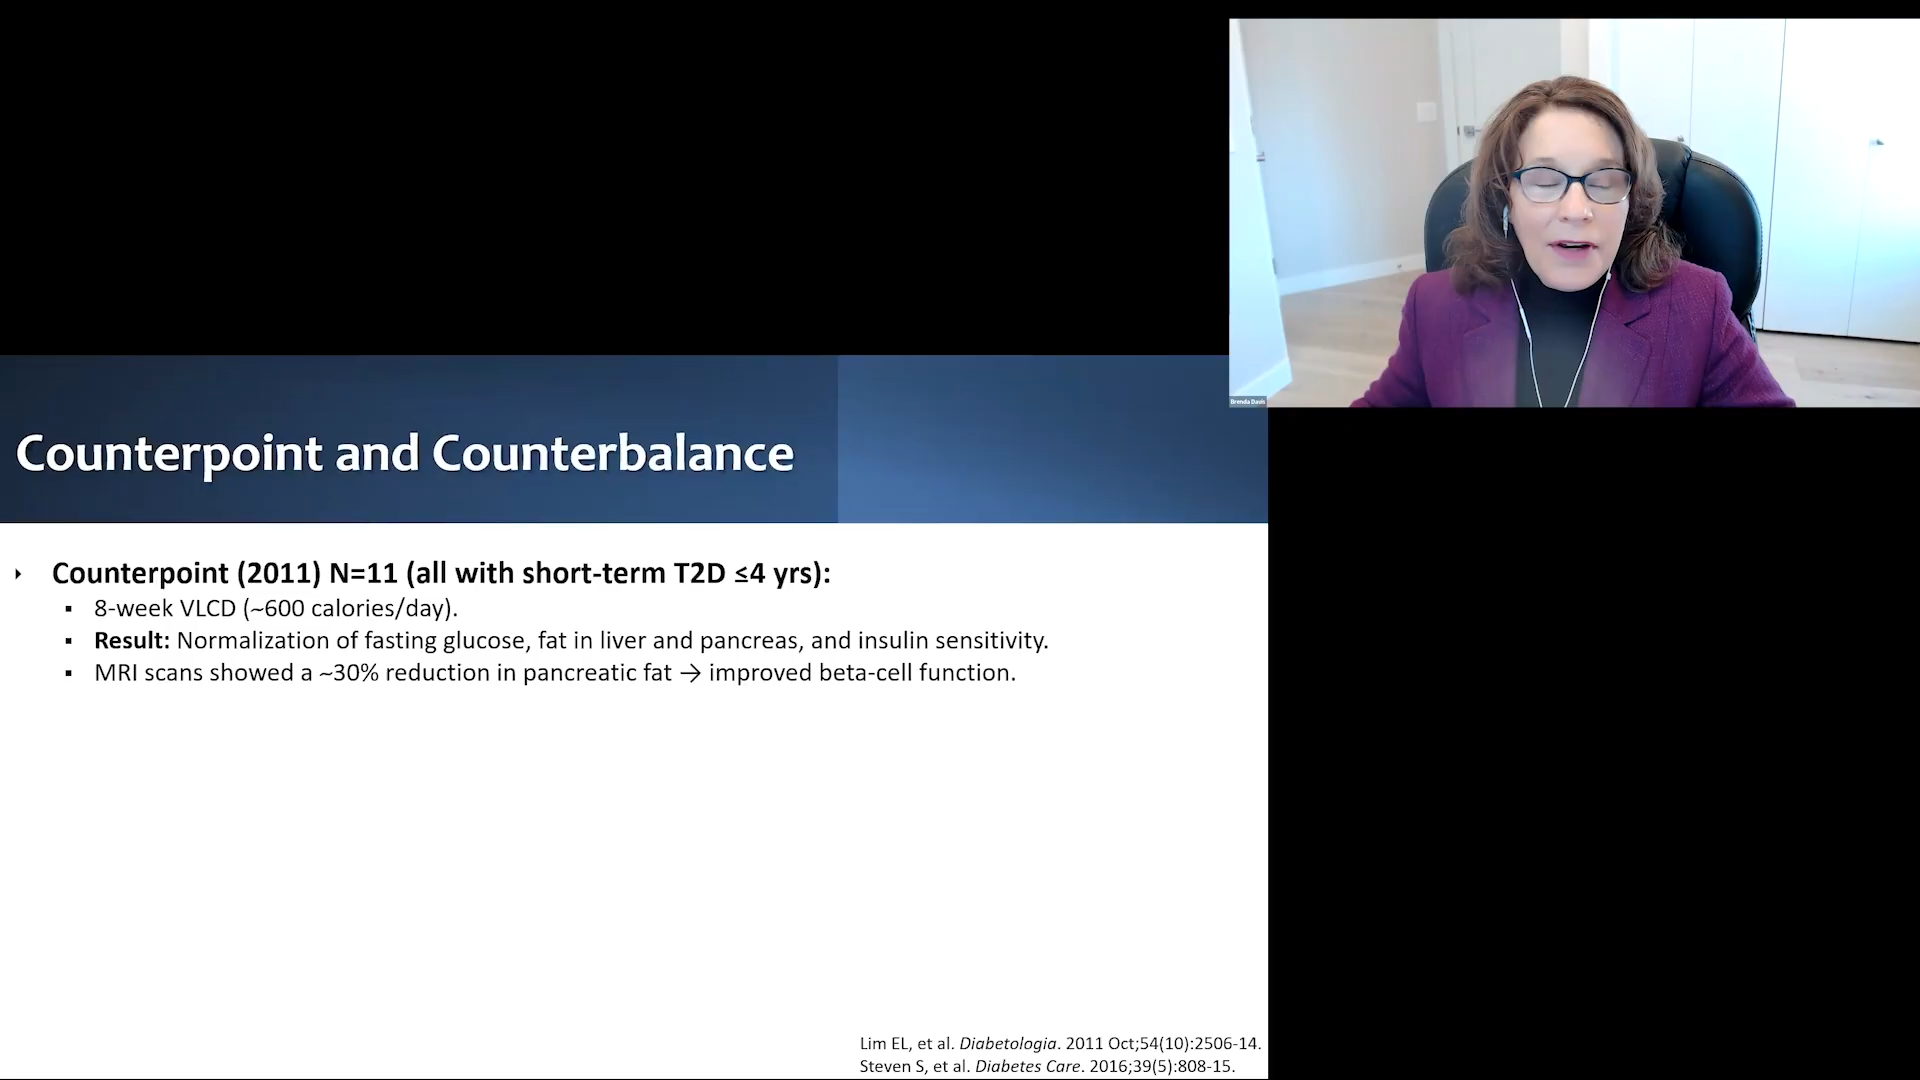 Brenda Davis
Counterpoint and Counterbalance
Counterpoint (2011) N=11 (all with short-term T2D ≤4 yrs):
8-week VLCD (~600 calories/day).
Result: Normalization of fasting glucose, fat in liver and pancreas, and insulin sensitivity.
MRI scans showed a ~30% reduction in pancreatic fat → improved beta-cell function.
Lim EL, et al. Diabetologia. 2011 Oct;54(10):2506-14.
Steven S, et al. Diabetes Care. 2016;39(5):808-15.